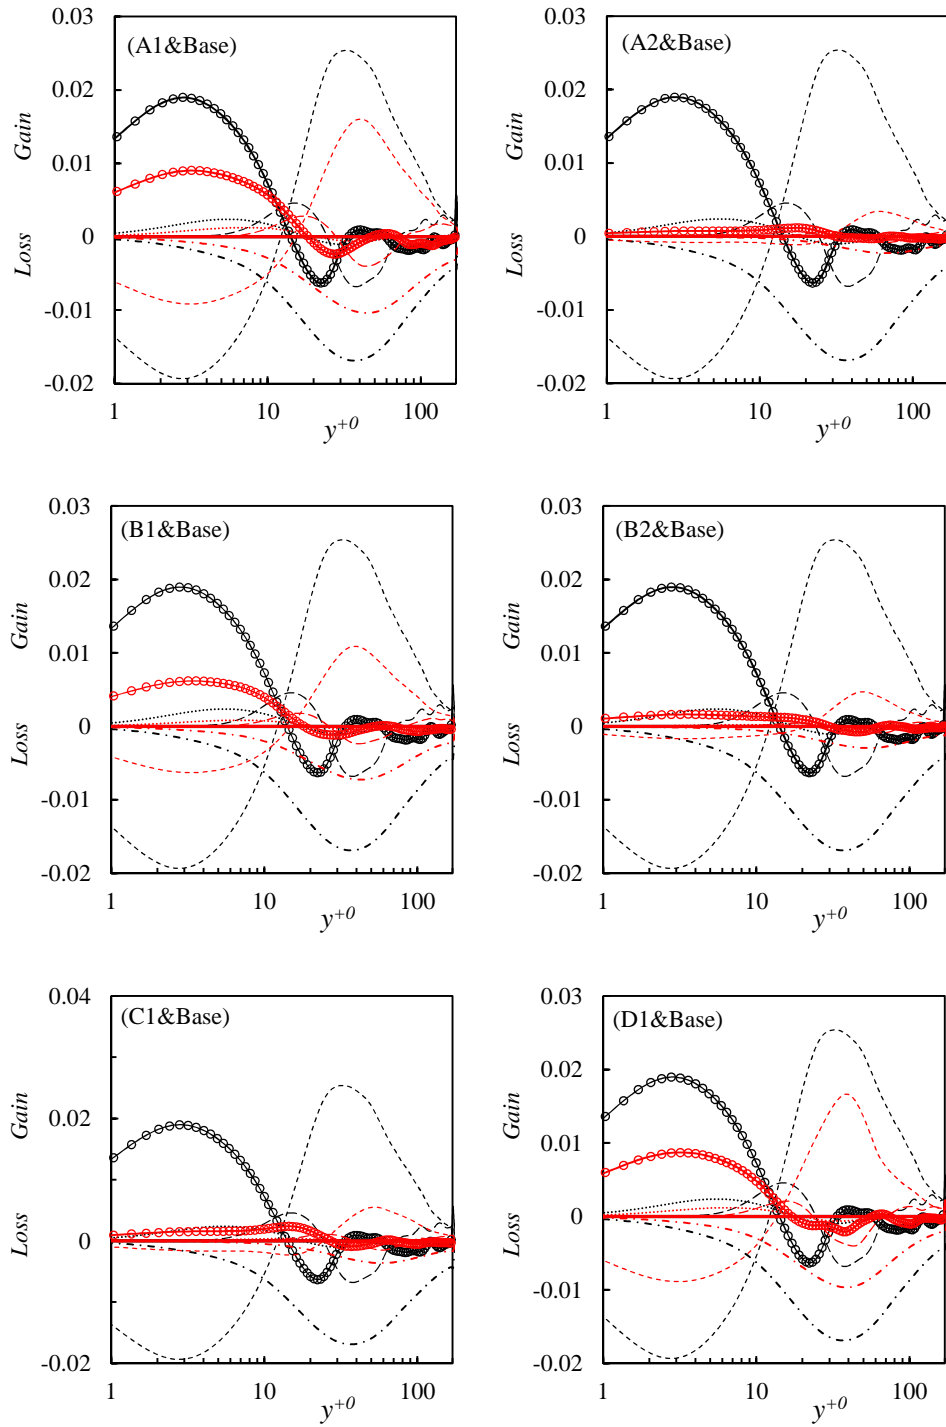 0.03
(A1&Base)
0.02
Gain
0.01
0
Loss
-0.01
-0.02
1 10 100
y+0
0.03
(A2&Base)
0.02
Gain
0.01
0
Loss
-0.01
-0.02
1 10 100
y+0
0.03
(B1&Base)
0.02
Gain
0.01
0
Loss
-0.01
-0.02
1 10 100
y+0
0.03
(B2&Base)
0.02
Gain
0.01
0
Loss
-0.01
-0.02
1 10 100
y+0
0.04
(C1&Base)
0.02
Gain
0
Loss
-0.02
1 10 100
y+0
0.03
(D1&Base)
0.02
Gain
0.01
0
Loss
-0.01
-0.02
1 10 100
y+0